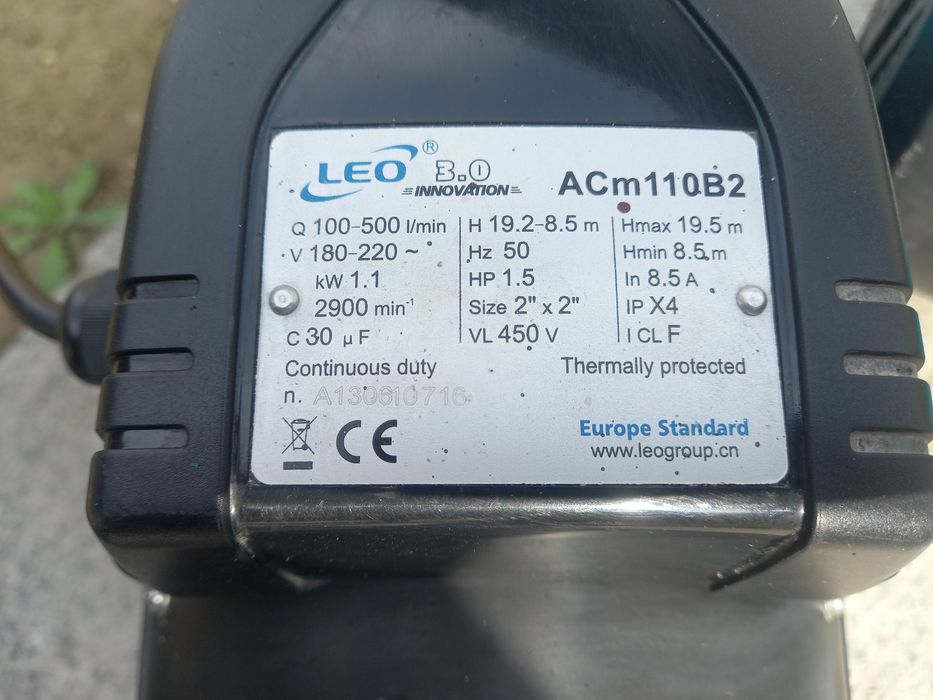 LEO ® 3.0 INNOVATION ACm110B2
Q 100-500 l/min H 19.2-8.5 m Hmax 19.5 m
V 180-220 ~ Hz 50 Hmin 8.5 m
kW 1.1 HP 1.5 In 8.5 A
2900 min-¹ Size 2" x 2" IP X4
C 30 µF VL 450 V I CL F
Continuous duty Thermally protected
n. A130610716
CE Europe Standard
www.leogroup.cn